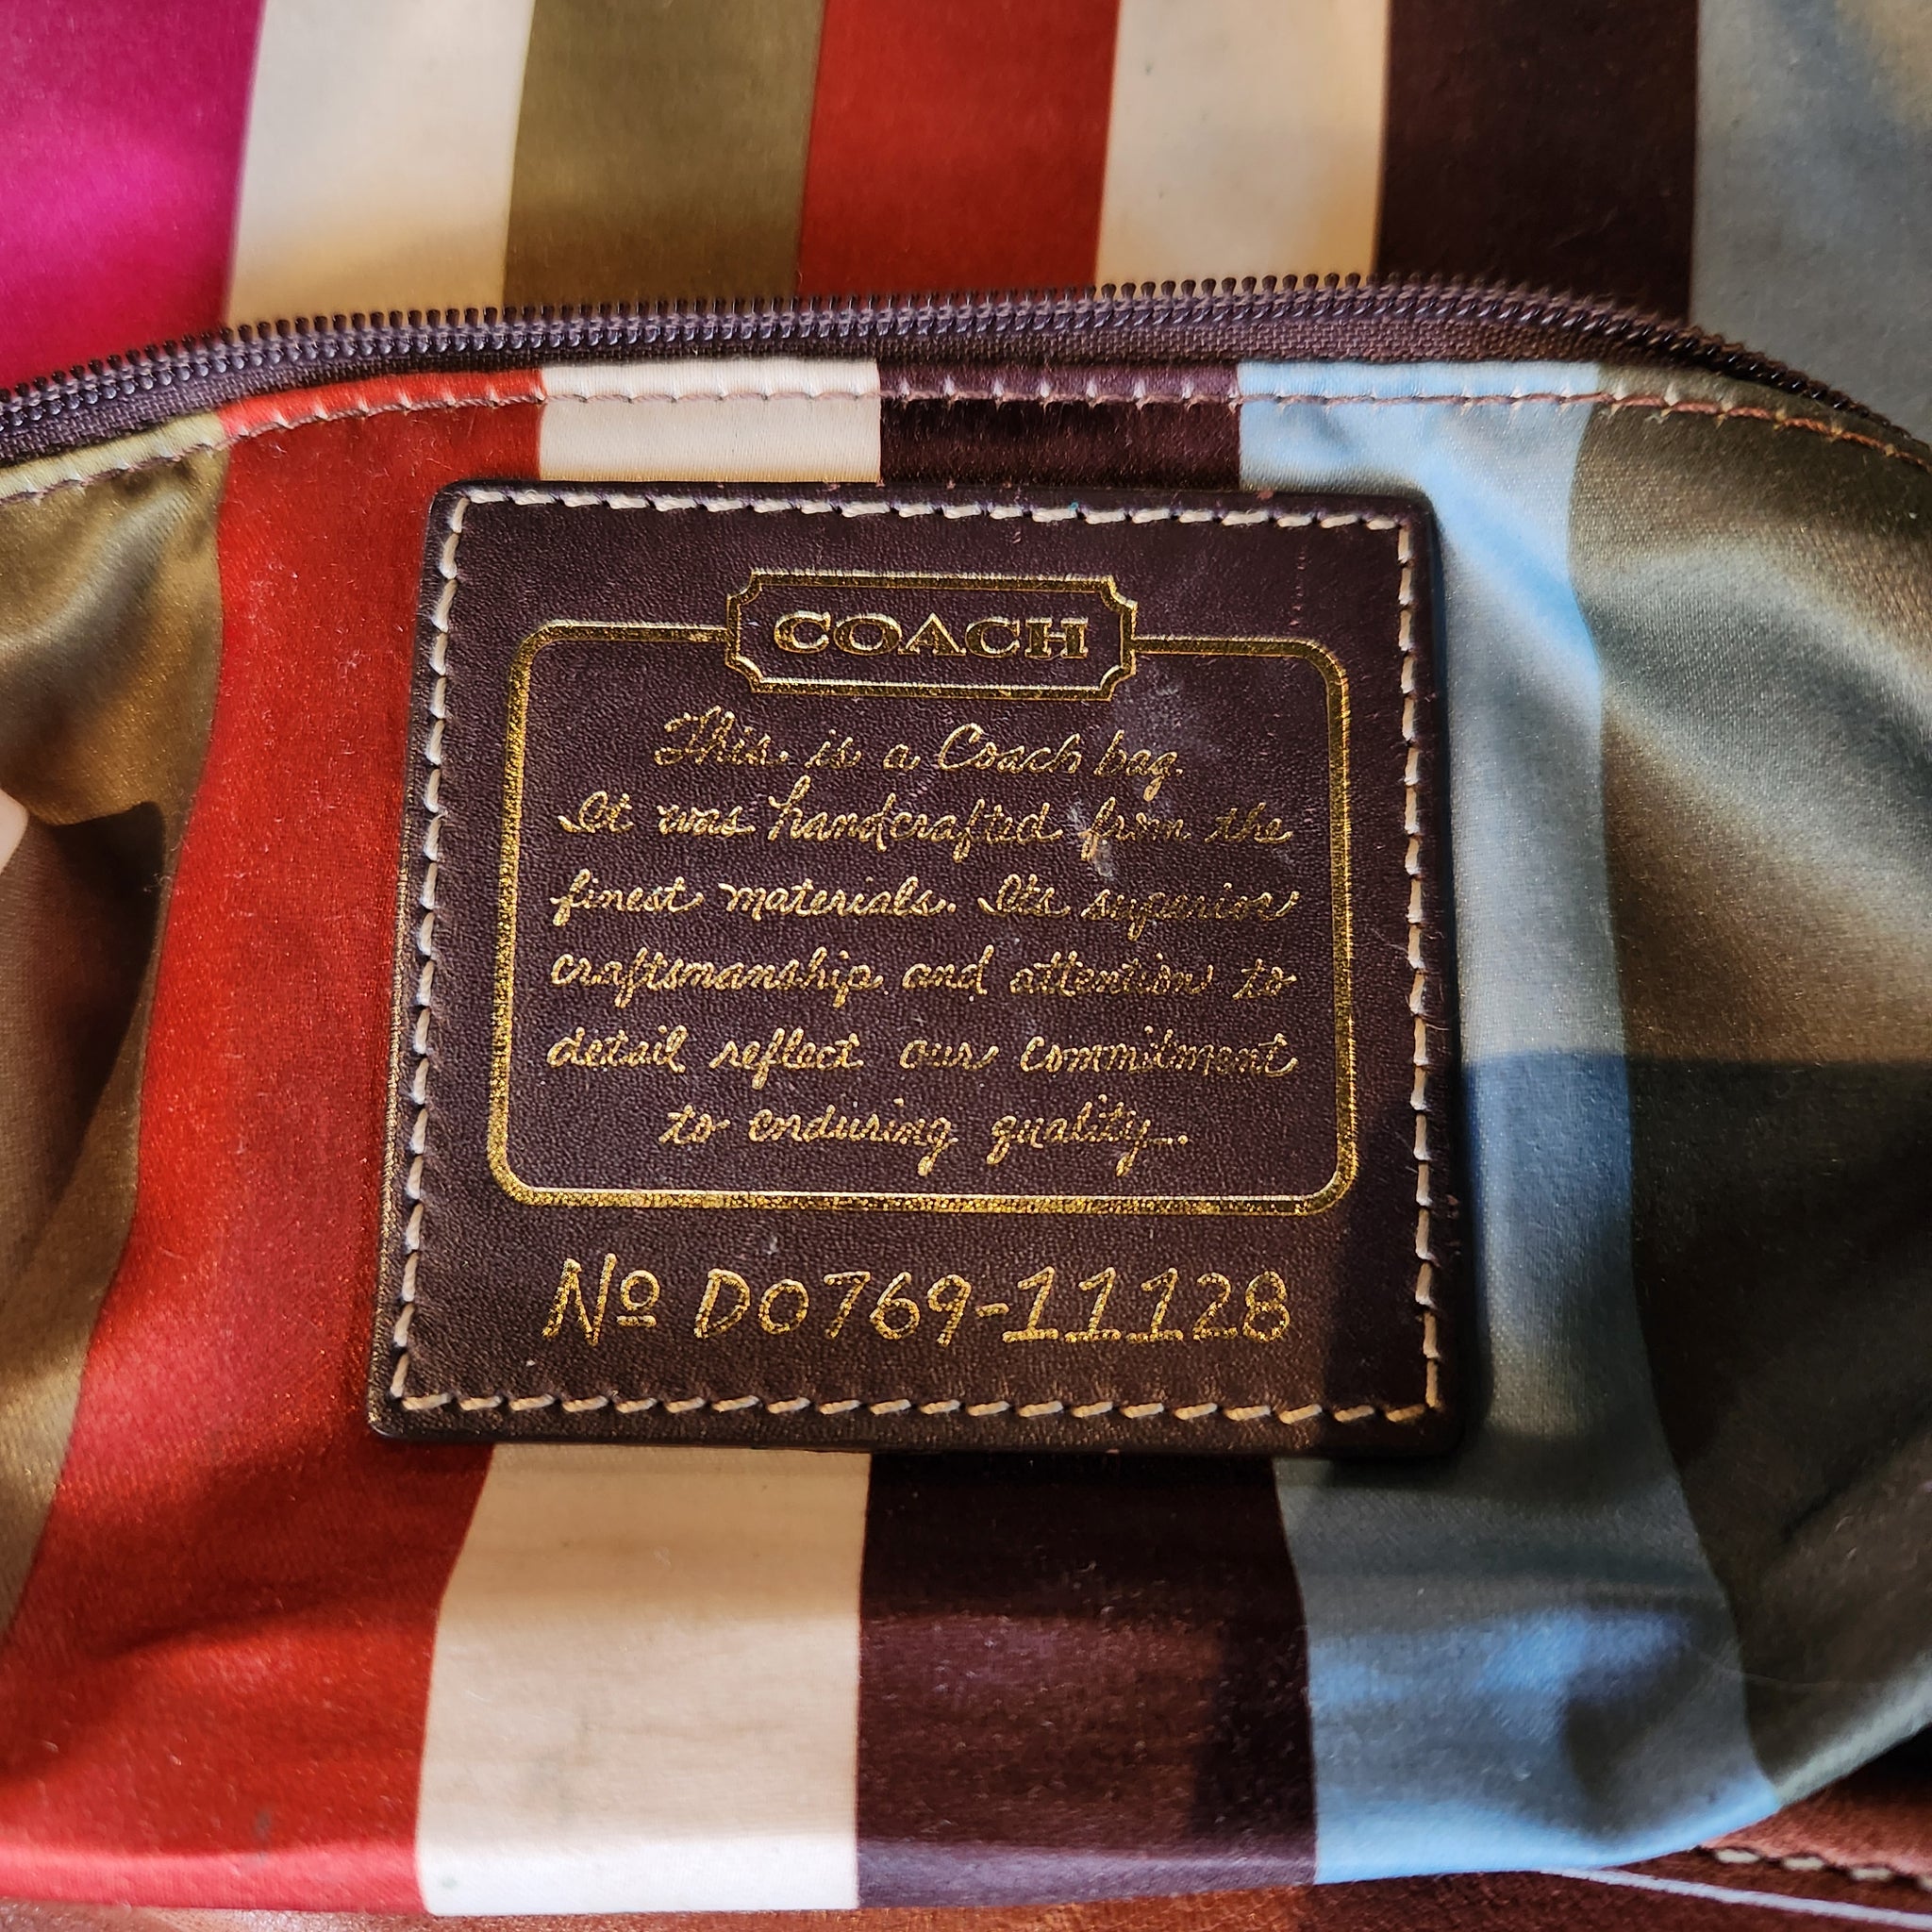 COACH
This is a Coach bag.
It was handcrafted from the
finest materials. Its superior
craftsmanship and attention to
detail reflect our commitment
to enduring quality...
Nº D0769-11128